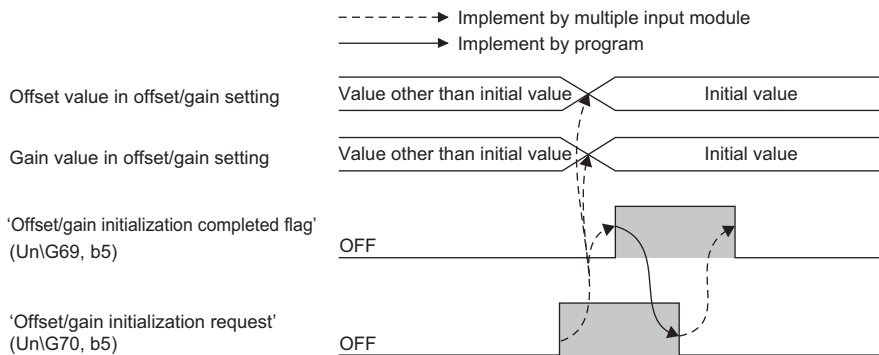 Implement by multiple input module
Implement by program
Offset value in offset/gain setting
Value other than initial value
Initial value
Gain value in offset/gain setting
Value other than initial value
Initial value
‘Offset/gain initialization completed flag’
(Un\G69, b5)
OFF
‘Offset/gain initialization request’
(Un\G70, b5)
OFF